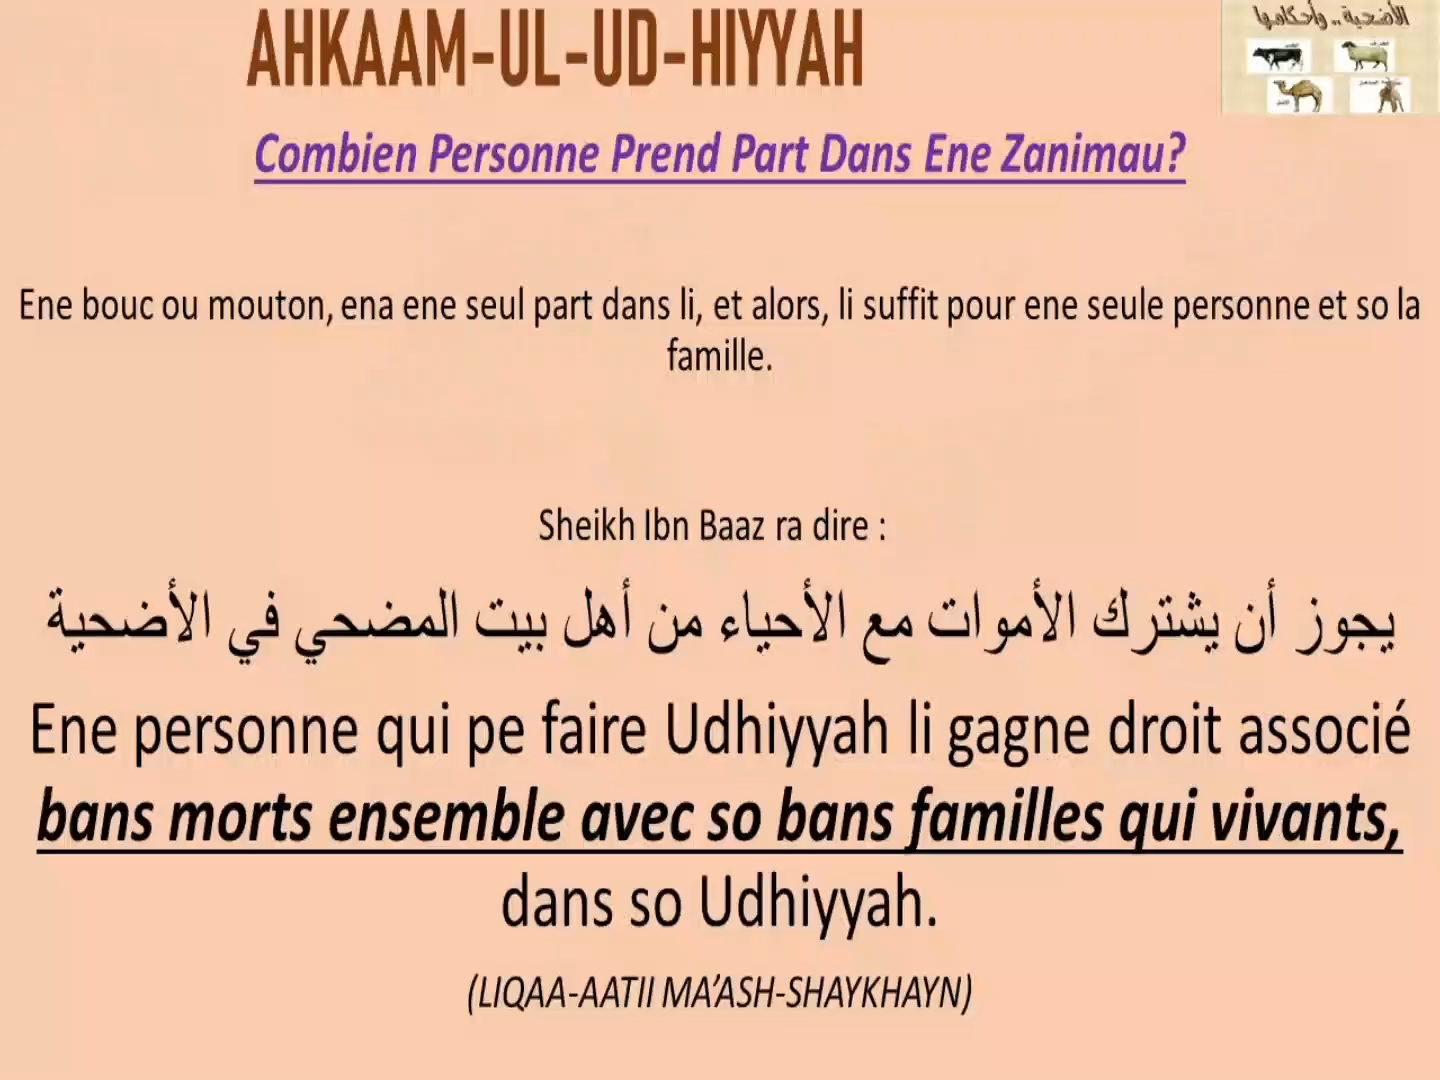 AHKAAM-UL-UD-HIYYAH
الأضحية .. وأحكامها
Combien Personne Prend Part Dans Ene Zanimau?
Ene bouc ou mouton, ena ene seul part dans li, et alors, li suffit pour ene seule personne et so la
famille.
Sheikh Ibn Baaz ra dire :
يجوز أن يشترك الأموات مع الأحياء من أهل بيت المضحي في الأضحية
Ene personne qui pe faire Udhiyyah li gagne droit associé
bans morts ensemble avec so bans familles qui vivants,
dans so Udhiyyah.
(LIQAA-AATII MA’ASH-SHAYKHAYN)